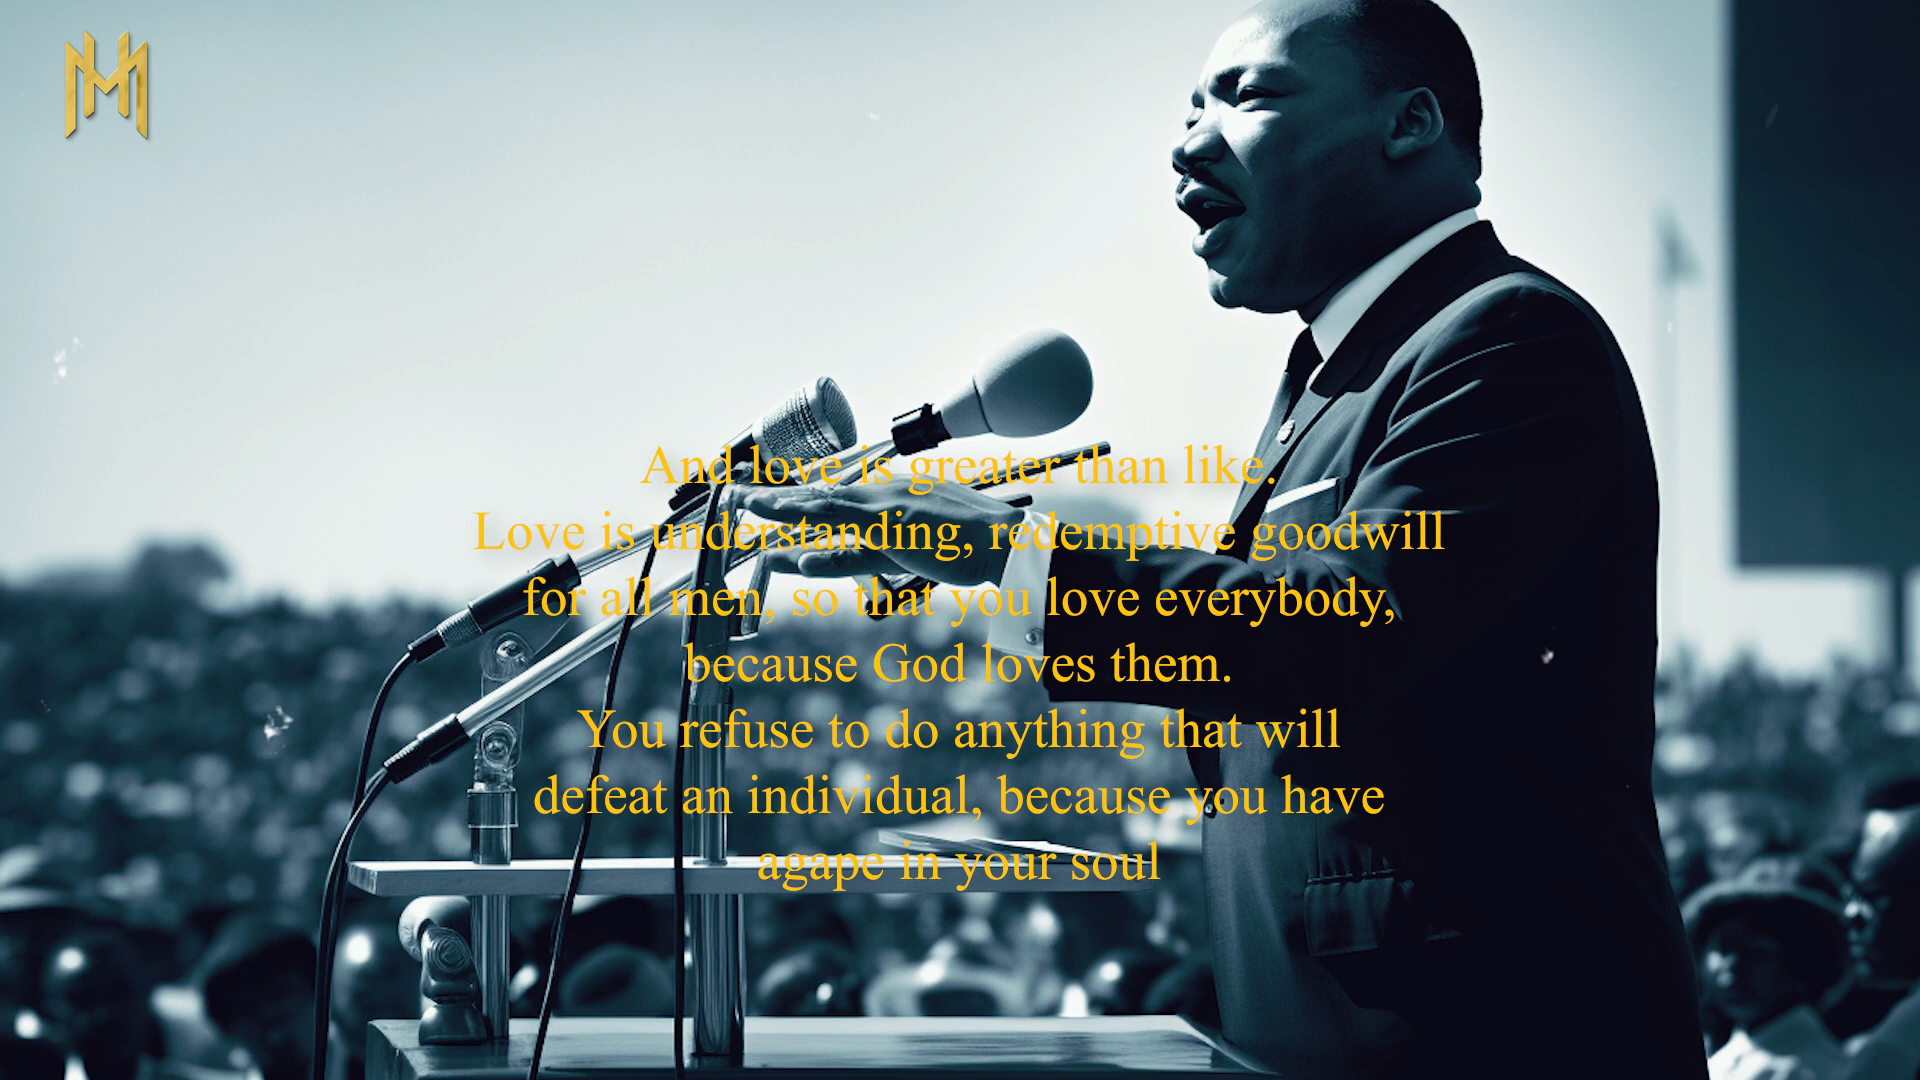 And love is greater than like.
Love is understanding, redemptive goodwill
for all men, so that you love everybody,
because God loves them.
You refuse to do anything that will
defeat an individual, because you have
agape in your soul